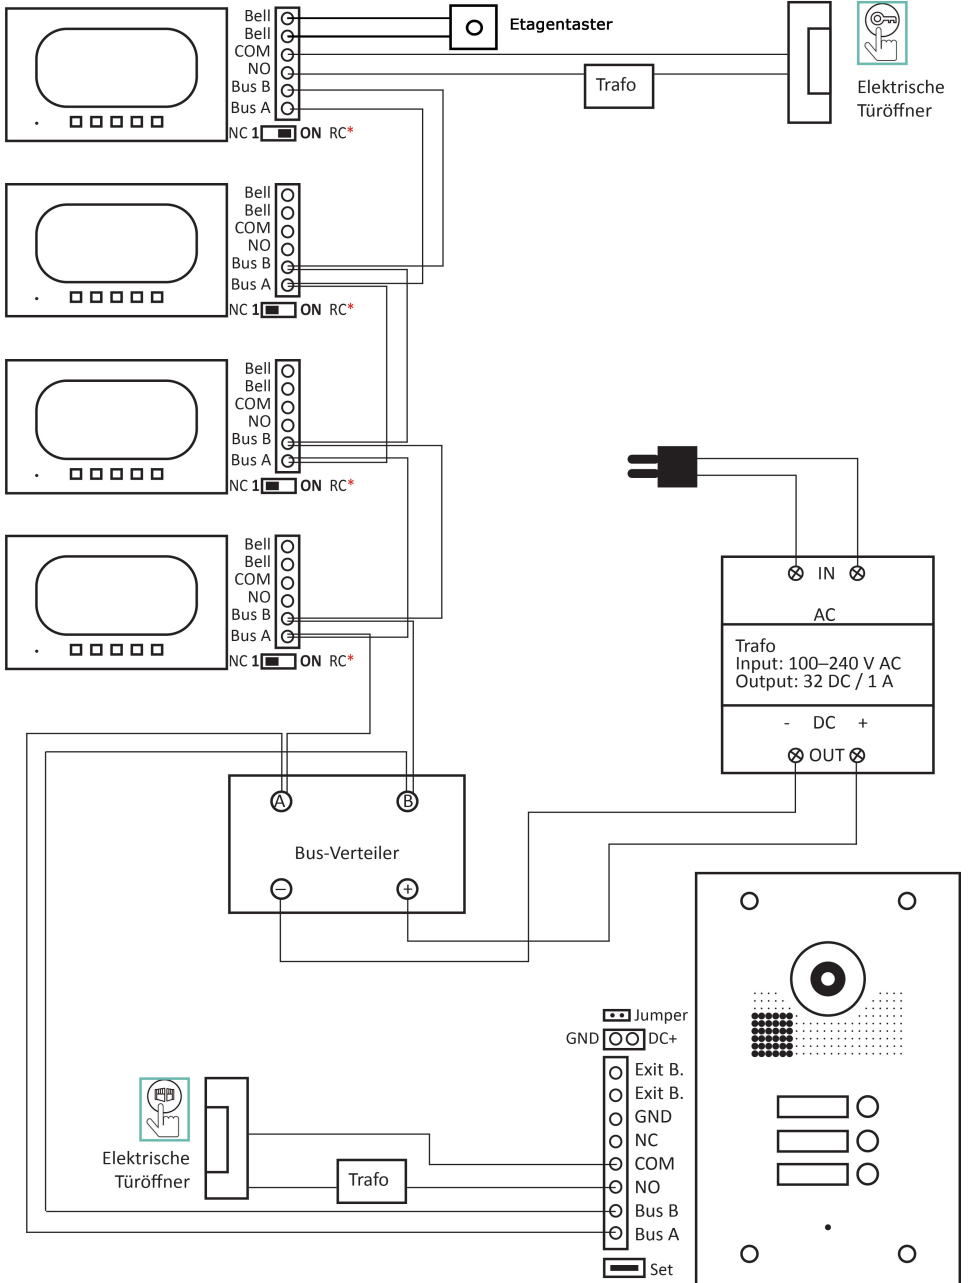 Bell
Bell
COM
NO
Bus B
Bus A
NC 1 ON RC*
Etagentaster
Trafo
Elektrische
Türöffner
Bell
Bell
COM
NO
Bus B
Bus A
NC 1 ON RC*
Bell
Bell
COM
NO
Bus B
Bus A
NC 1 ON RC*
Bell
Bell
COM
NO
Bus B
Bus A
NC 1 ON RC*
IN
AC
Trafo
Input: 100–240 V AC
Output: 32 DC / 1 A
- DC +
OUT
A B
Bus-Verteiler
– +
Jumper
GND DC+
Exit B.
Exit B.
GND
NC
COM
NO
Bus B
Bus A
Set
Elektrische
Türöffner
Trafo